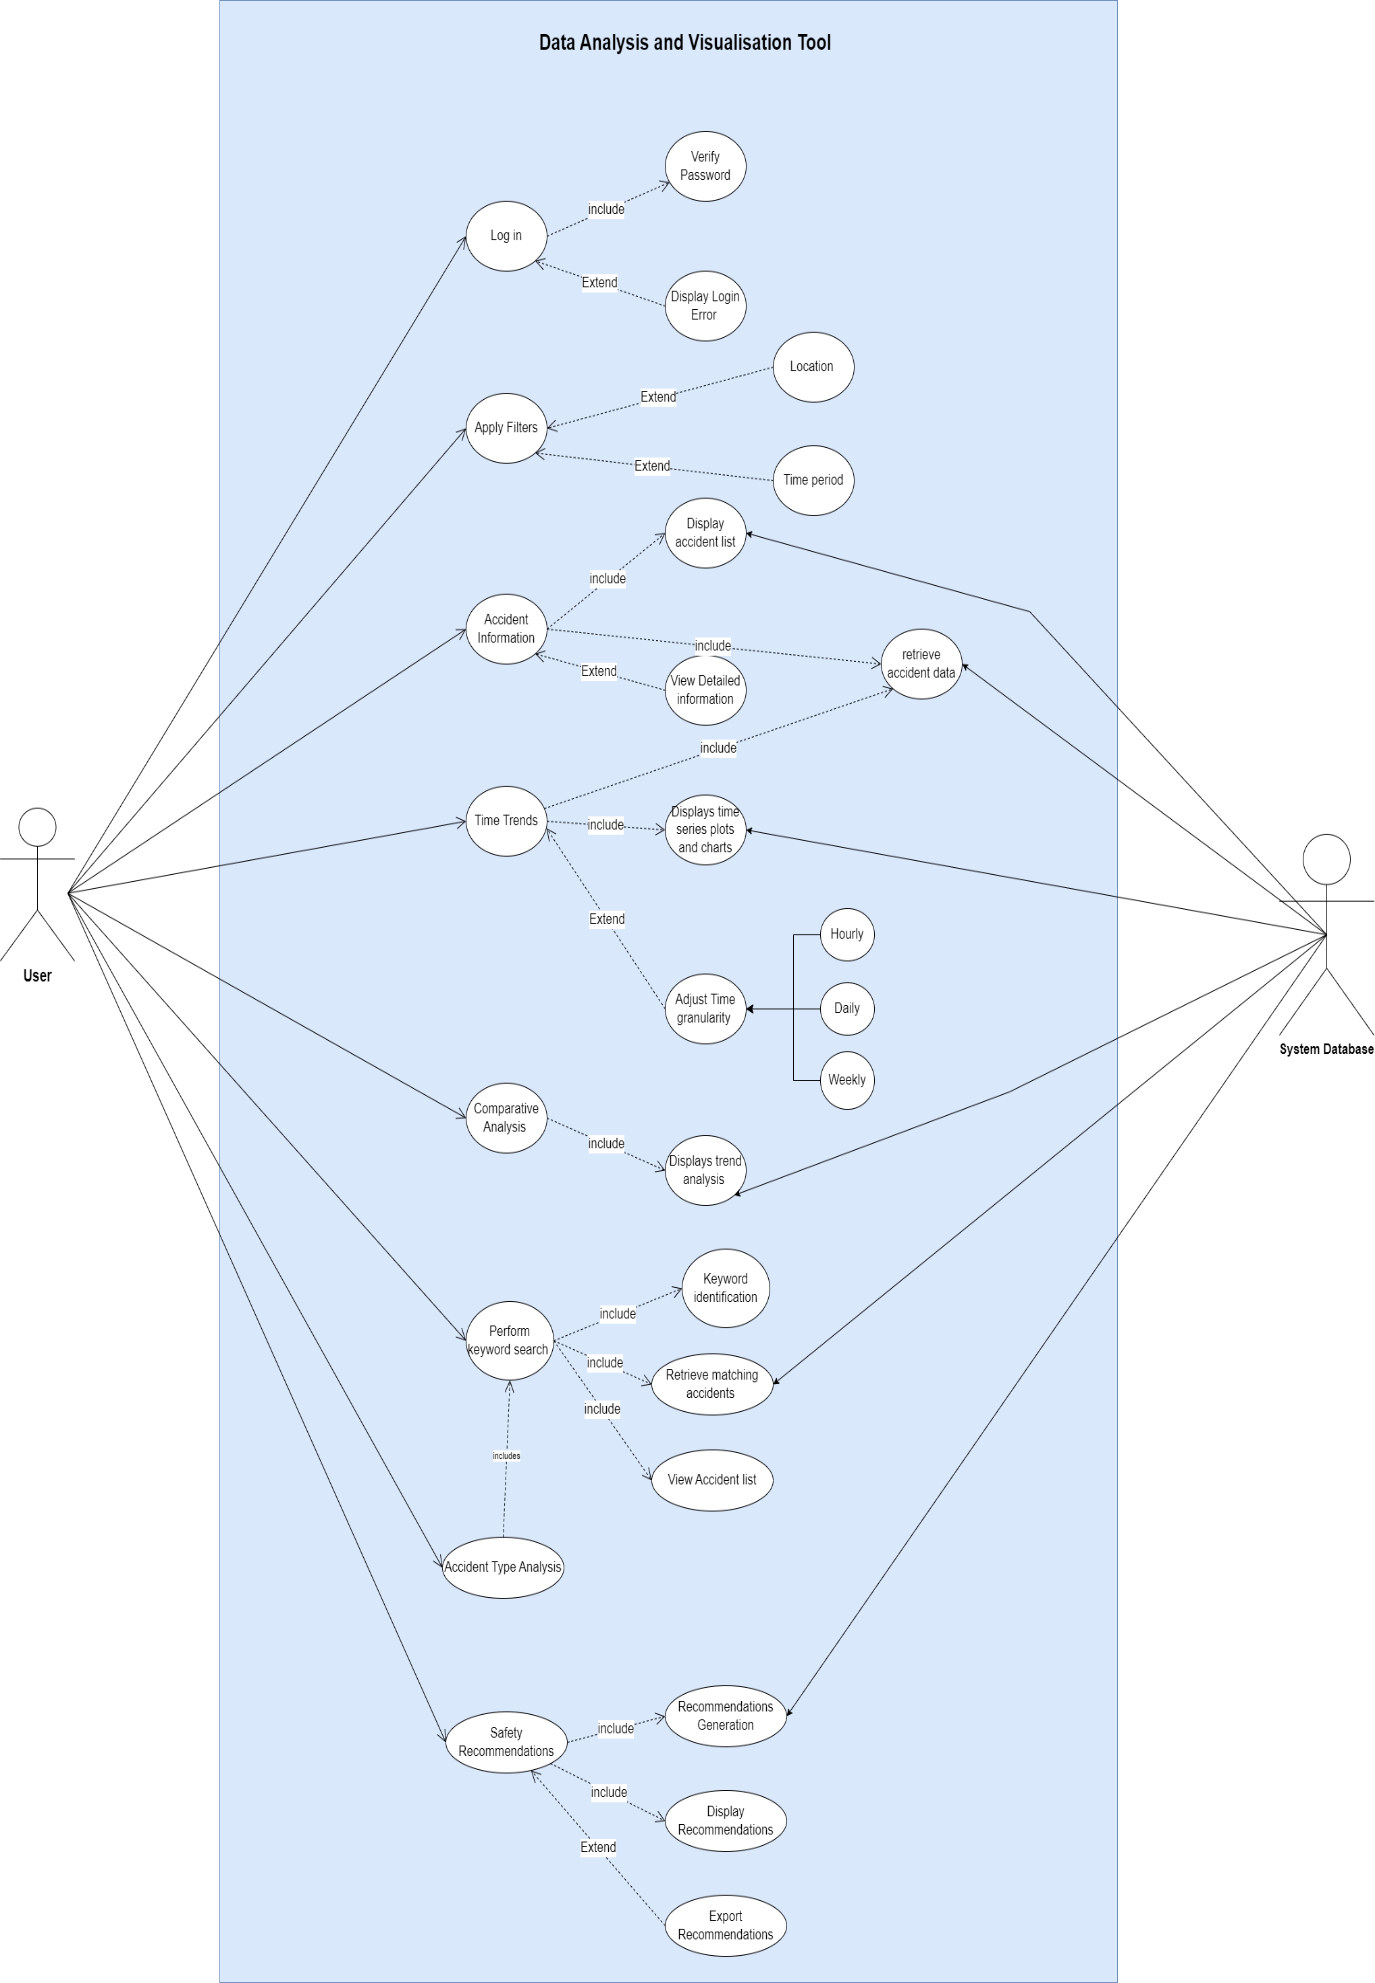 Data Analysis and Visualisation Tool
Verify
Password
include
Log in
Extend
Display Login
Error
Location
Extend
Apply Filters
Extend
Time period
Display
accident list
include
Accident
Information
include
retrieve
accident data
Extend
View Detailed
information
include
Time Trends
include
Displays time
series plots
and charts
Extend
Hourly
Adjust Time
granularity
Daily
Weekly
User
System Database
Comparative
Analysis
include
Displays trend
analysis
Keyword
identification
include
Perform
keyword search
include
Retrieve matching
accidents
include
View Accident list
includes
Accident Type Analysis
Recommendations
Generation
include
Safety
Recommendations
include
Display
Recommendations
Extend
Export
Recommendations